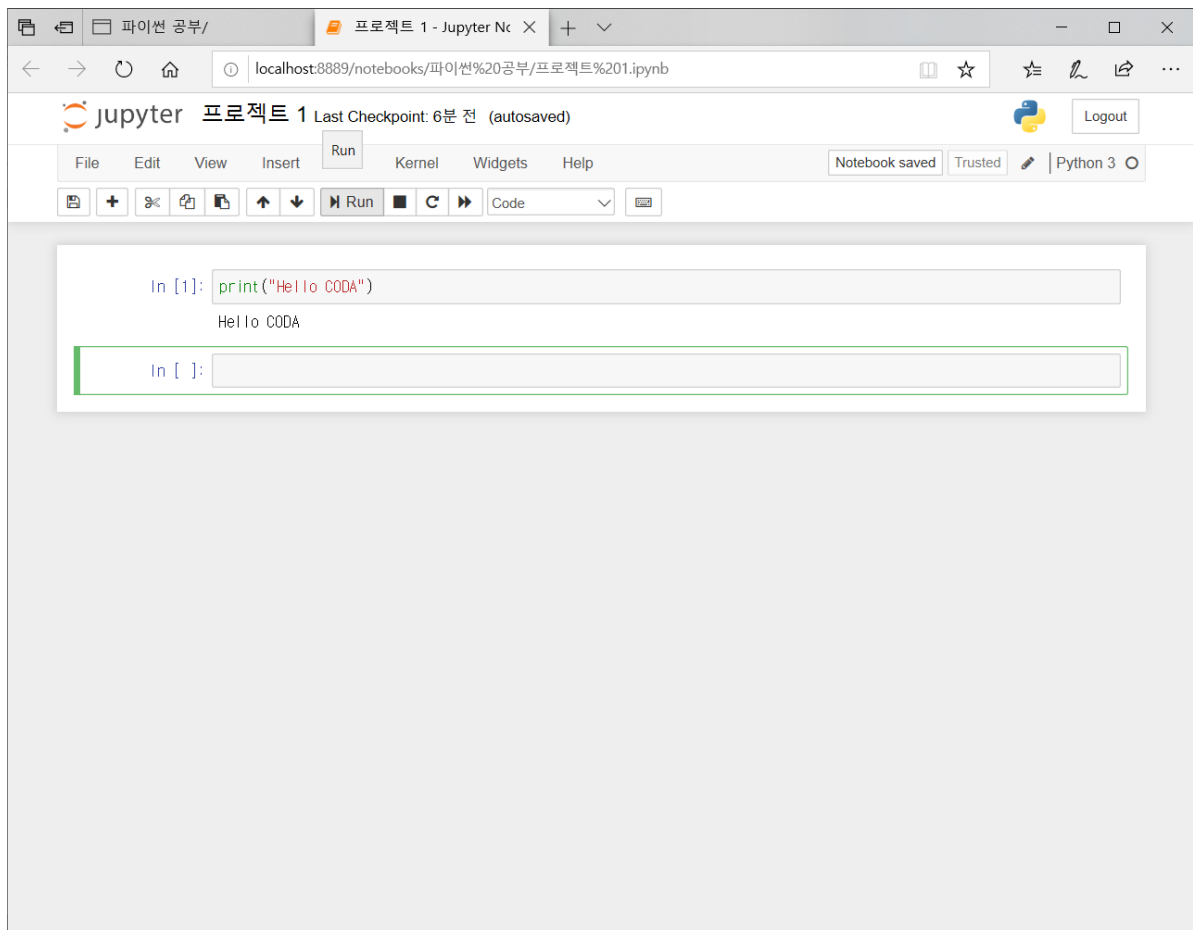 파이썬 공부/
프로젝트 1 - Jupyter Nc
localhost:8889/notebooks/파이썬%20공부/프로젝트%201.ipynb
jupyter 프로젝트 1 Last Checkpoint: 6분 전 (autosaved)
Logout
Run
File Edit View Insert Kernel Widgets Help
Notebook saved Trusted Python 3
Run Code
In [1]: print("Hello CODA")
Hello CODA
In [ ]: